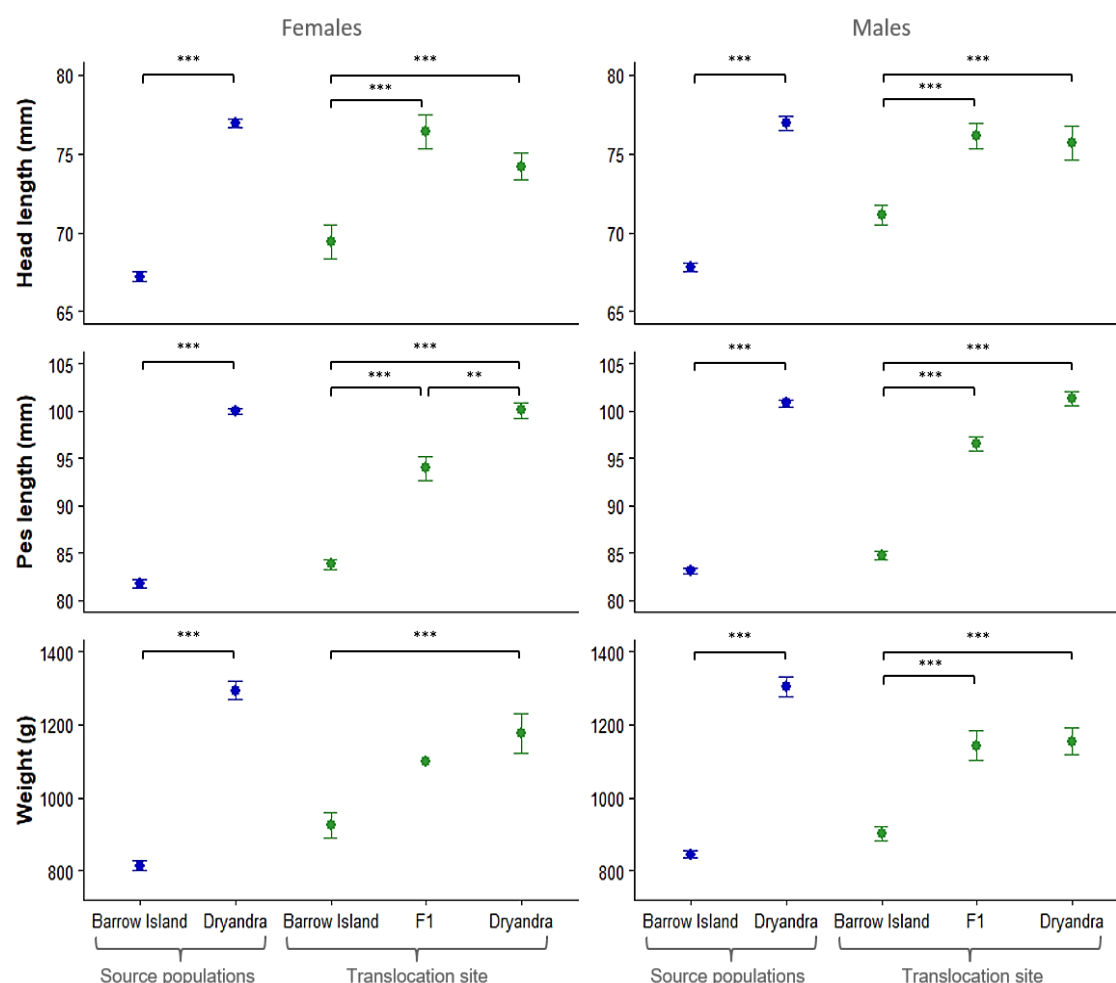 Females Males
Head length (mm)
80 *** *** ***
75
70
65
80 *** *** ***
75
70
65
Pes length (mm)
105 *** *** *** **
100
95
90
85
80
105 *** *** ***
100
95
90
85
80
Weight (g)
1400 *** ***
1200
1000
800
1400 *** *** ***
1200
1000
800
Barrow Island Dryandra Barrow Island F1 Dryandra
Barrow Island Dryandra Barrow Island F1 Dryandra
Source populations Translocation site
Source populations Translocation site